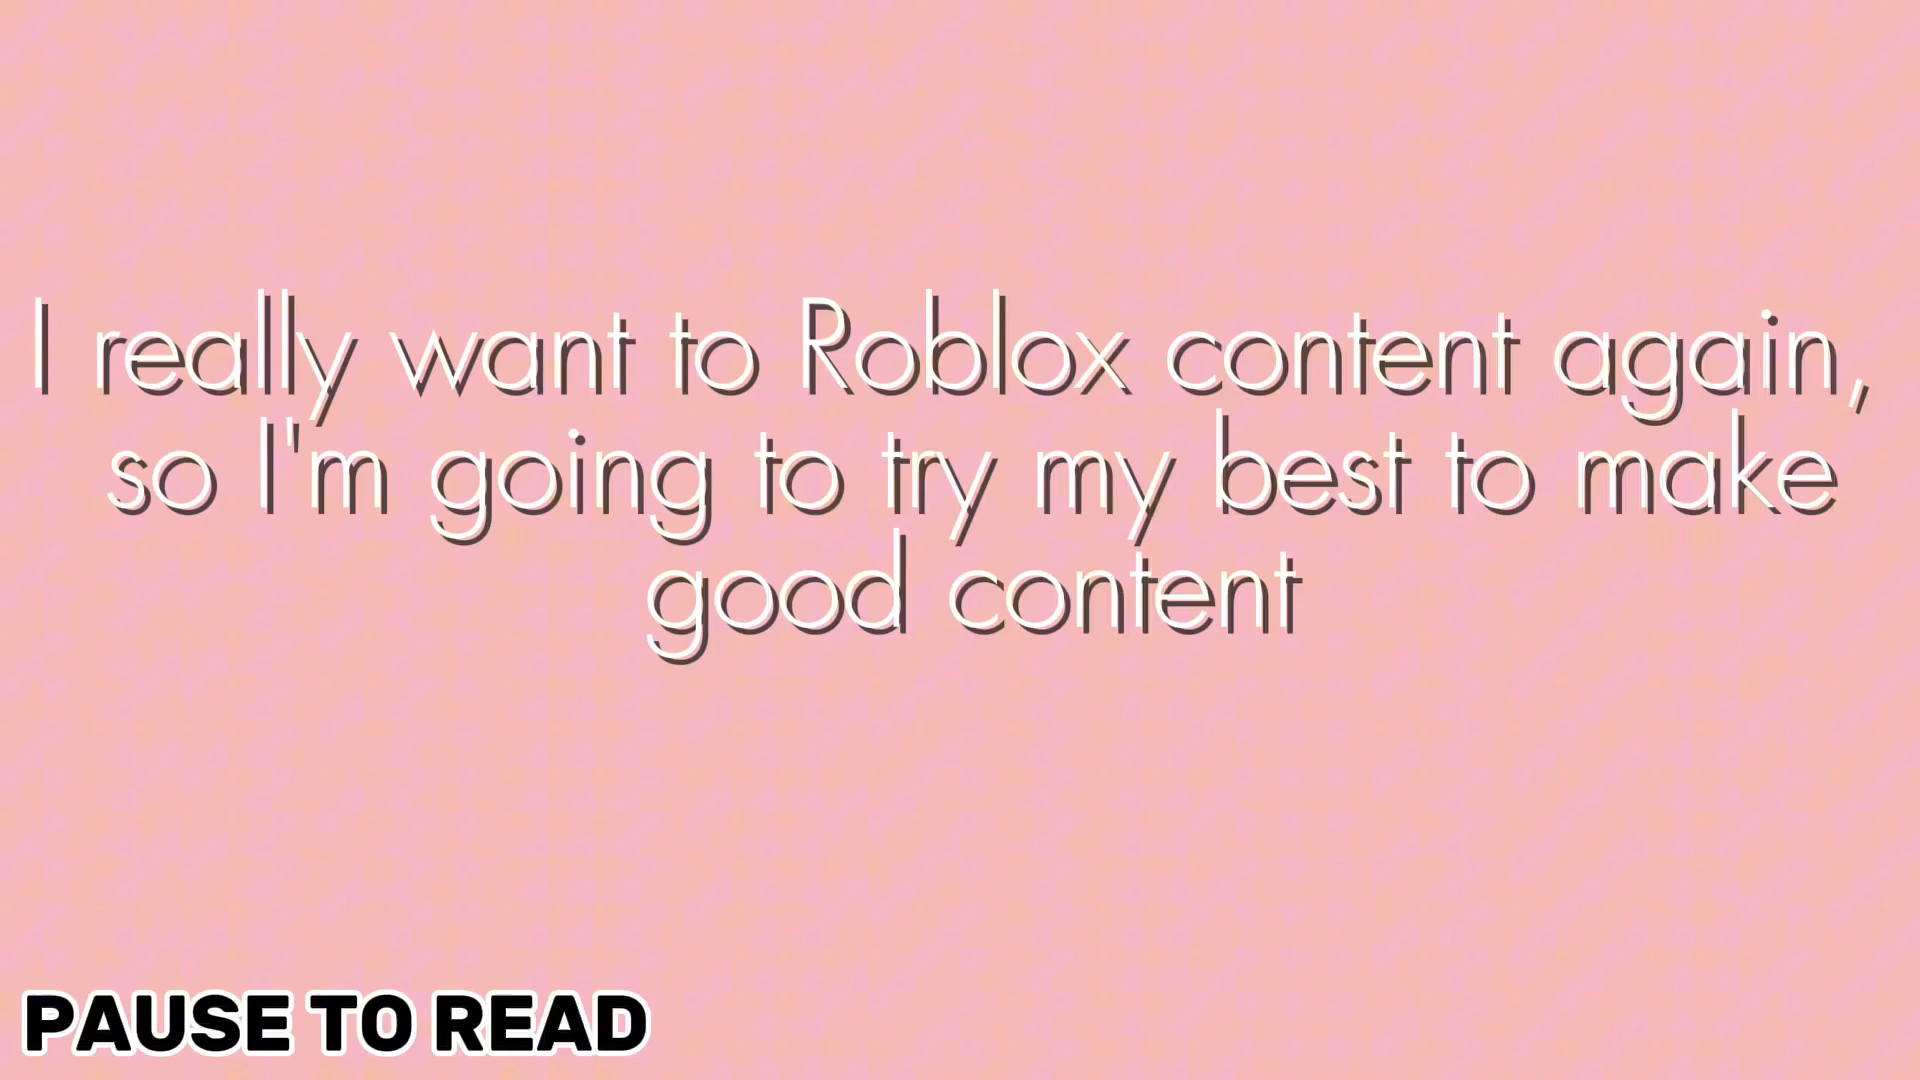 I really want to Roblox content again,
so I'm going to try my best to make
good content
PAUSE TO READ